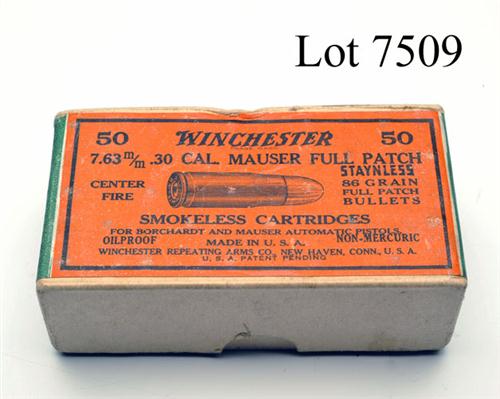 Lot 7509
50 WINCHESTER 50
7.63 m/m .30 CAL. MAUSER FULL PATCH
STAYNLESS
CENTER FIRE
86 GRAIN
FULL PATCH
BULLETS
SMOKELESS CARTRIDGES
FOR BORCHARDT AND MAUSER AUTOMATIC PISTOLS
OILPROOF MADE IN U.S.A. NON-MERCURIC
WINCHESTER REPEATING ARMS CO., NEW HAVEN, CONN., U.S.A.
U.S.A. PATENT PENDING